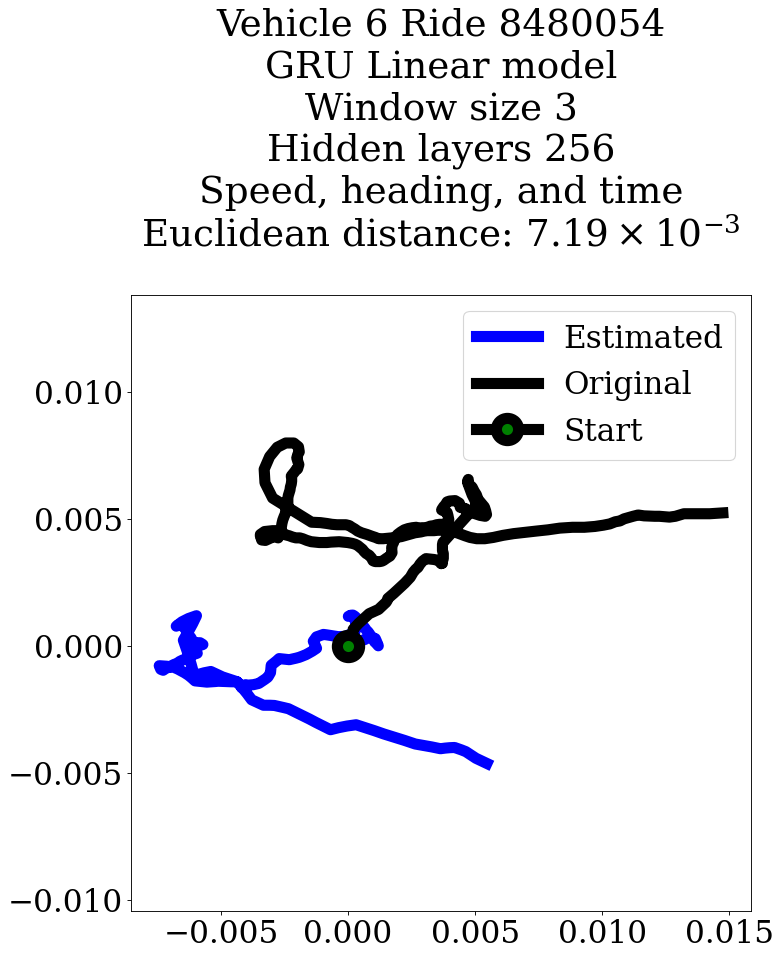 Vehicle 6 Ride 8480054
GRU Linear model
Window size 3
Hidden layers 256
Speed, heading, and time
Euclidean distance: 7.19 × 10⁻³
Estimated
Original
Start
0.010
0.005
0.000
−0.005
−0.010
−0.005 0.000 0.005 0.010 0.015